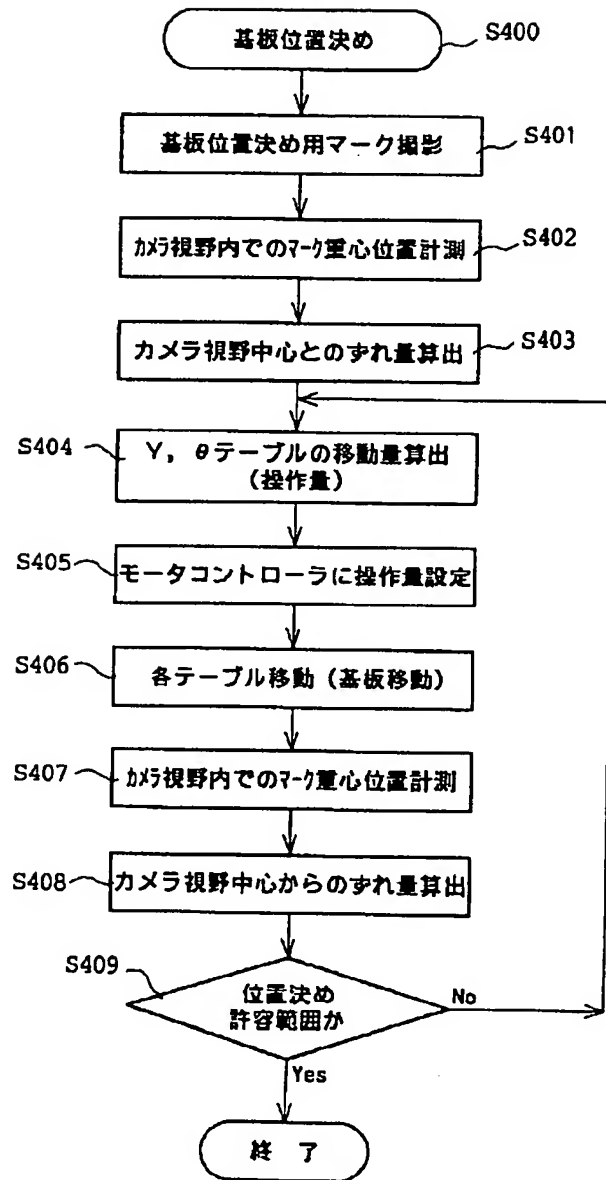 基板位置決め
S400
基板位置決め用マーク撮影
S401
カメラ視野内でのマーク重心位置計測
S402
カメラ視野中心とのずれ量算出
S403
S404
Y, θテーブルの移動量算出
(操作量)
S405
モータコントローラに操作量設定
S406
各テーブル移動(基板移動)
S407
カメラ視野内でのマーク重心位置計測
S408
カメラ視野中心からのずれ量算出
S409
位置決め
許容範囲か
No
Yes
終 了